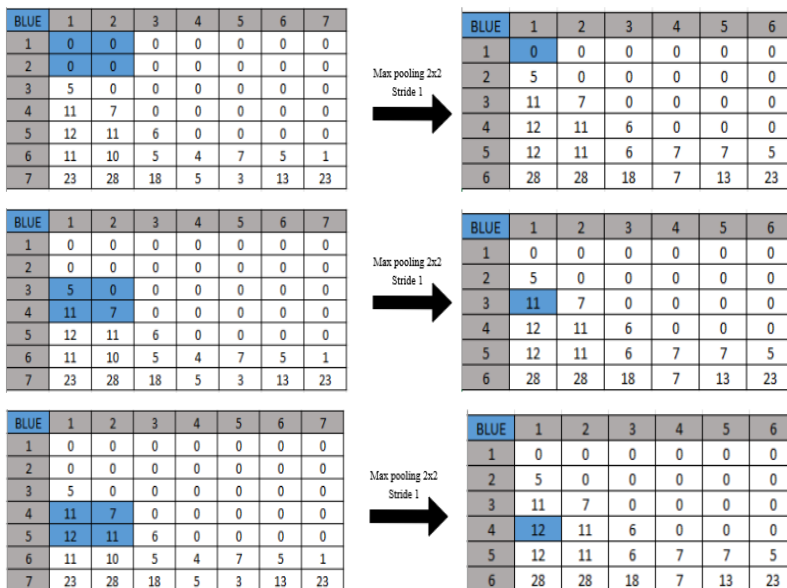 BLUE 1 2 3 4 5 6 7
1 0 0 0 0 0 0 0
2 0 0 0 0 0 0 0
3 5 0 0 0 0 0 0
4 11 7 0 0 0 0 0
5 12 11 6 0 0 0 0
6 11 10 5 4 7 5 1
7 23 28 18 5 3 13 23
Max pooling 2x2
Stride 1
BLUE 1 2 3 4 5 6
1 0 0 0 0 0 0
2 5 0 0 0 0 0
3 11 7 0 0 0 0
4 12 11 6 0 0 0
5 12 11 6 7 7 5
6 28 28 18 7 13 23
BLUE 1 2 3 4 5 6 7
1 0 0 0 0 0 0 0
2 0 0 0 0 0 0 0
3 5 0 0 0 0 0 0
4 11 7 0 0 0 0 0
5 12 11 6 0 0 0 0
6 11 10 5 4 7 5 1
7 23 28 18 5 3 13 23
Max pooling 2x2
Stride 1
BLUE 1 2 3 4 5 6
1 0 0 0 0 0 0
2 5 0 0 0 0 0
3 11 7 0 0 0 0
4 12 11 6 0 0 0
5 12 11 6 7 7 5
6 28 28 18 7 13 23
BLUE 1 2 3 4 5 6 7
1 0 0 0 0 0 0 0
2 0 0 0 0 0 0 0
3 5 0 0 0 0 0 0
4 11 7 0 0 0 0 0
5 12 11 6 0 0 0 0
6 11 10 5 4 7 5 1
7 23 28 18 5 3 13 23
Max pooling 2x2
Stride 1
BLUE 1 2 3 4 5 6
1 0 0 0 0 0 0
2 5 0 0 0 0 0
3 11 7 0 0 0 0
4 12 11 6 0 0 0
5 12 11 6 7 7 5
6 28 28 18 7 13 23